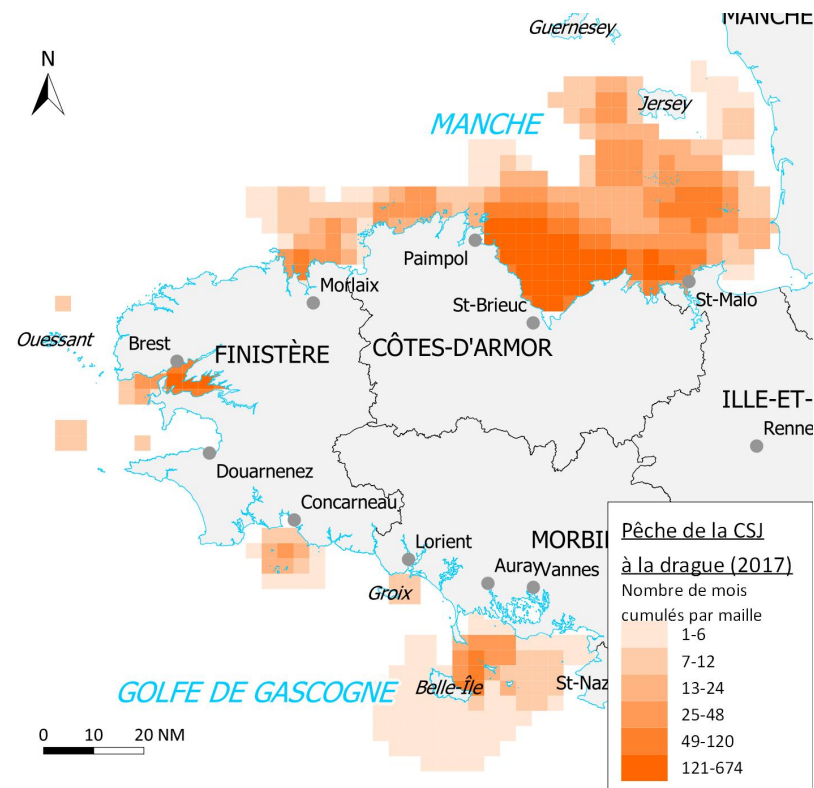 MANCHE
Guernesey
N
Jersey
MANCHE
Paimpol
Morlaix
St-Malo
St-Brieuc
Ouessant
Brest
FINISTÈRE
CÔTES-D'ARMOR
ILLE-ET-
Renne
Douarnenez
Concarneau
Lorient
MORBI
Auray
Vannes
Groix
Belle-Île
St-Naz
GOLFE DE GASCOGNE
0 10 20 NM
Pêche de la CSJ
à la drague (2017)
Nombre de mois
cumulés par maille
1-6
7-12
13-24
25-48
49-120
121-674